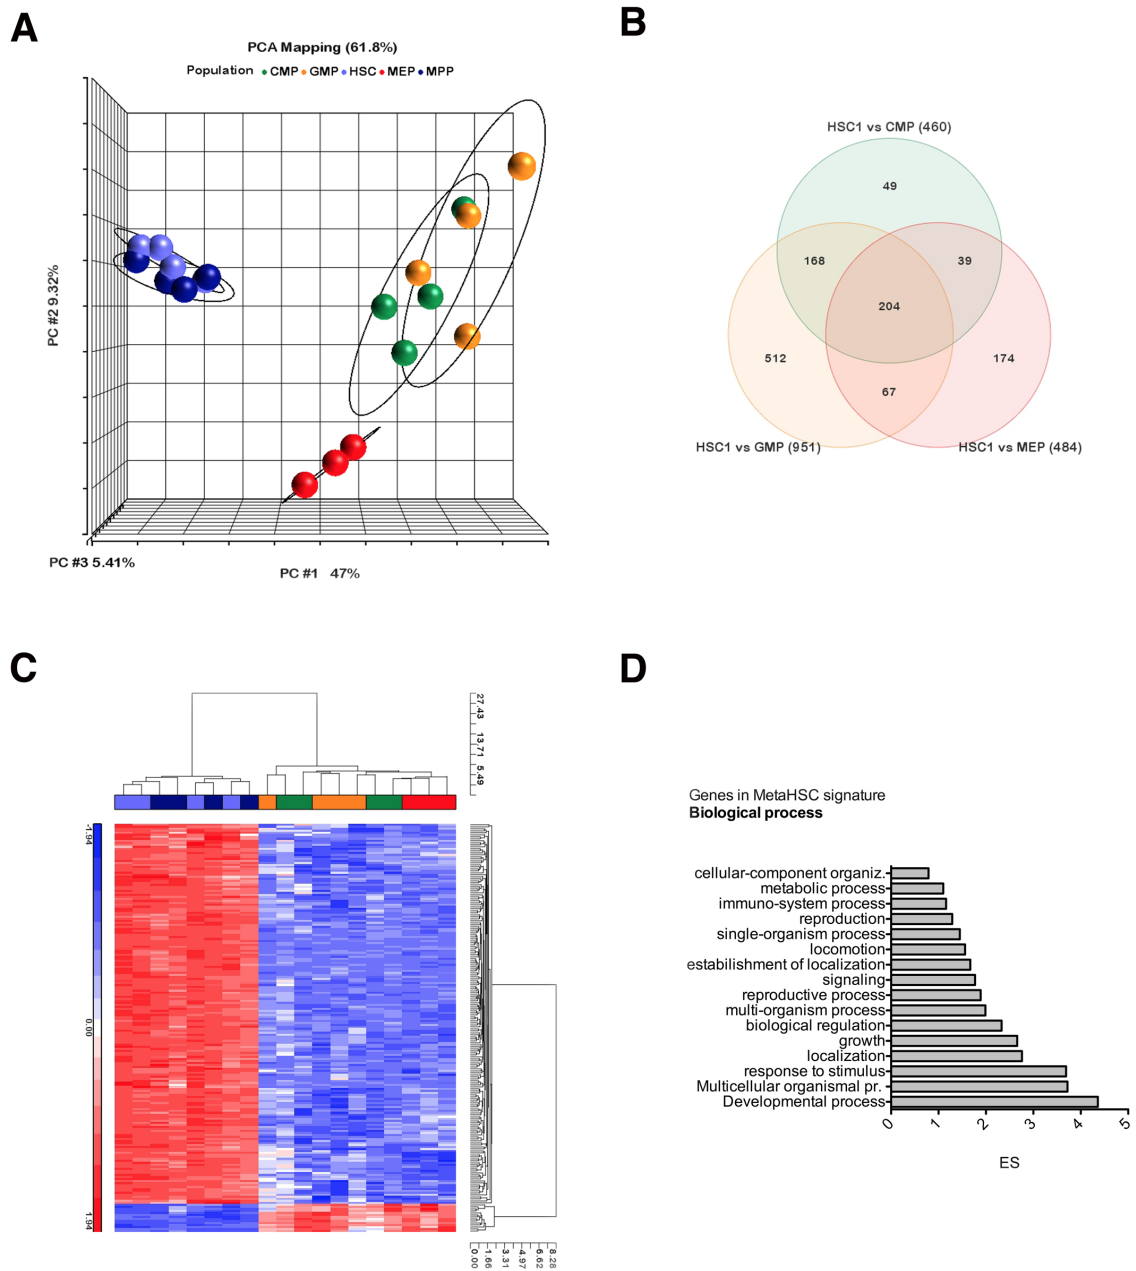 A
PCA Mapping (61.8%)
Population CMP GMP HSC MEP MPP
PC #2 9.32%
PC #3 5.41%
PC #1 47%
B
HSC1 vs CMP (460)
49
168
39
204
512
174
67
HSC1 vs GMP (951)
HSC1 vs MEP (484)
C
27.43
13.71
5.49
-1.94
0.00
1.94
0.00
1.66
3.31
4.97
6.62
8.28
D
Genes in MetaHSC signature
Biological process
cellular-component organiz.
metabolic process
immuno-system process
reproduction
single-organism process
locomotion
estabilishment of localization
signaling
reproductive process
multi-organism process
biological regulation
growth
localization
response to stimulus
Multicellular organismal pr.
Developmental process
0 1 2 3 4 5
ES